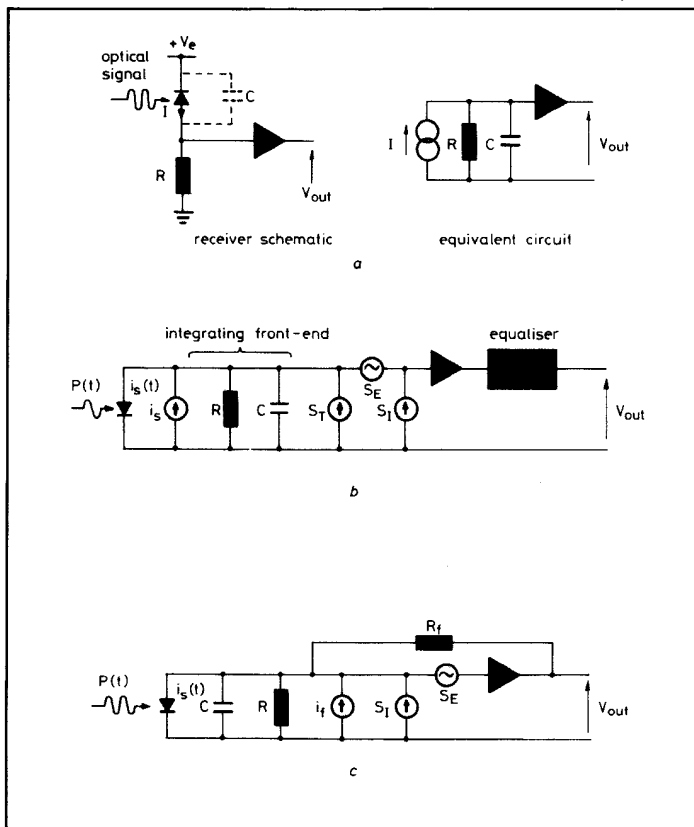 + Ve
optical
signal
I
C
R
Vout
receiver schematic
I
R
C
Vout
equivalent circuit
a
integrating front-end
equaliser
P(t)
is(t)
is
R
C
ST
SE
SI
Vout
b
Rf
P(t)
is(t)
C
R
if
SI
SE
Vout
c